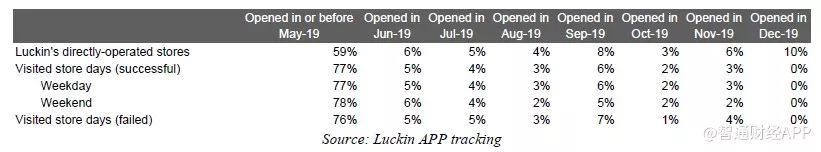 Opened in or before May-19 Opened in Jun-19 Opened in Jul-19 Opened in Aug-19 Opened in Sep-19 Opened in Oct-19 Opened in Nov-19 Opened in Dec-19
Luckin's directly-operated stores 59% 6% 5% 4% 8% 3% 6% 10%
Visited store days (successful) 77% 5% 4% 3% 6% 2% 3% 0%
Weekday 77% 5% 4% 3% 6% 2% 3% 0%
Weekend 78% 6% 4% 2% 5% 2% 2% 0%
Visited store days (failed) 76% 5% 5% 3% 7% 1% 4% 0%
Source: Luckin APP tracking
@智通财经APP